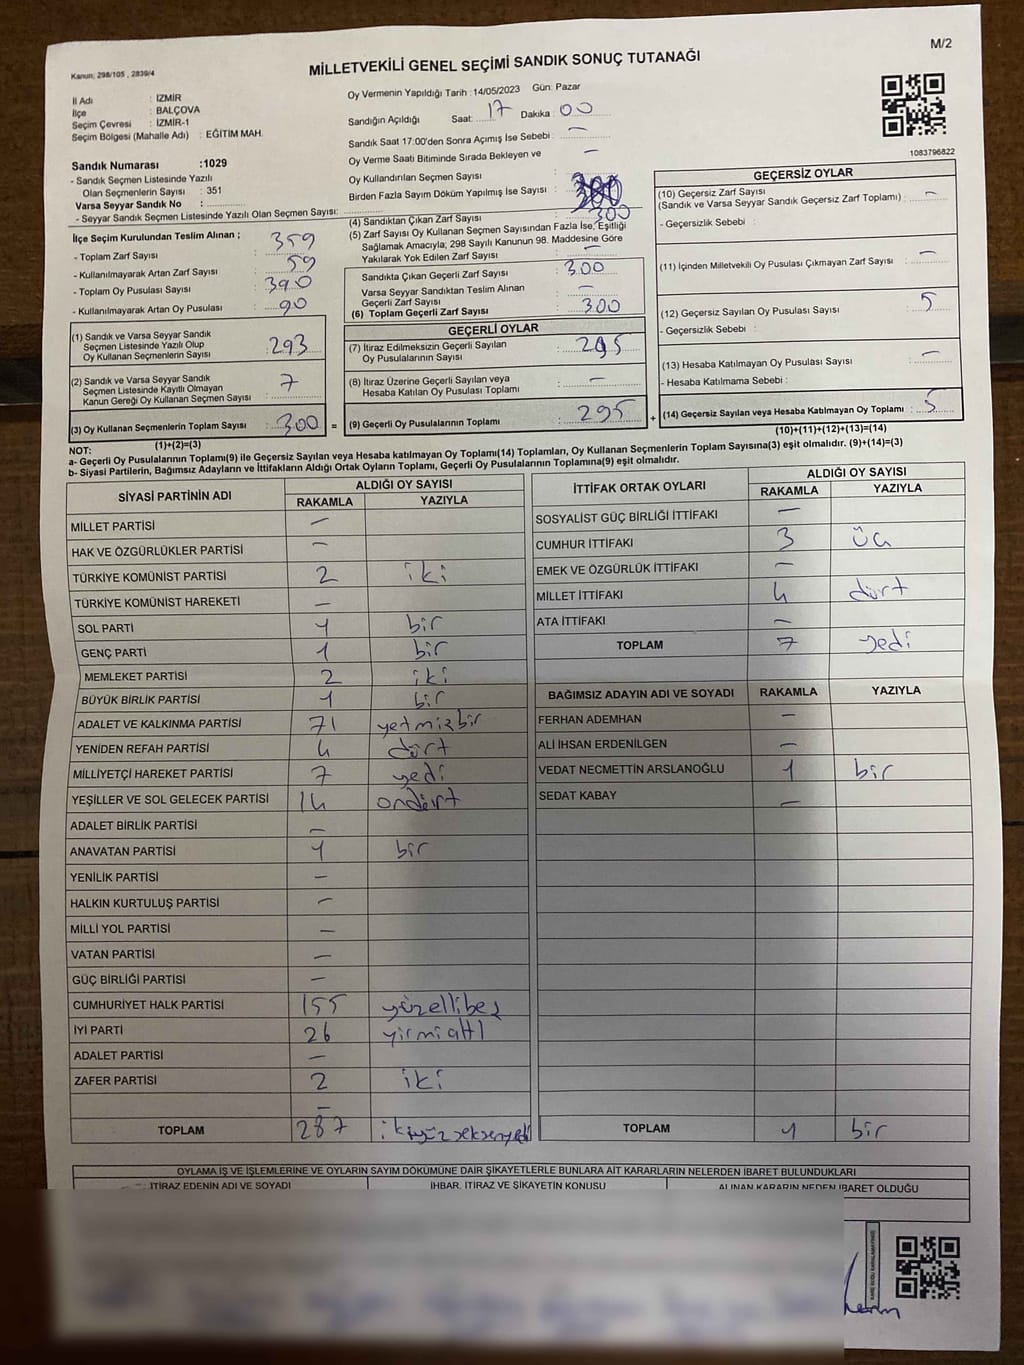 M/2
Kanun; 298/105 , 2839/4
MİLLETVEKİLİ GENEL SEÇİMİ SANDIK SONUÇ TUTANAĞI
İl Adı : İZMİR
İlçe : BALÇOVA
Seçim Çevresi : İZMİR-1
Seçim Bölgesi (Mahalle Adı) : EĞİTİM MAH.
Sandık Numarası :1029
- Sandık Seçmen Listesinde Yazılı
Olan Seçmenlerin Sayısı : 351
Varsa Seyyar Sandık No :
- Seyyar Sandık Seçmen Listesinde Yazılı Olan Seçmen Sayısı:
İlçe Seçim Kurulundan Teslim Alınan ;
- Toplam Zarf Sayısı : 359
- Kullanılmayarak Artan Zarf Sayısı : 59
- Toplam Oy Pusulası Sayısı : 390
- Kullanılmayarak Artan Oy Pusulası : 90
(1) Sandık ve Varsa Seyyar Sandık
Seçmen Listesinde Yazılı Olup
Oy Kullanan Seçmenlerin Sayısı : 293
(2) Sandık ve Varsa Seyyar Sandık
Seçmen Listesinde Kayıtlı Olmayan
Kanun Gereği Oy Kullanan Seçmen Sayısı : 7
(3) Oy Kullanan Seçmenlerin Toplam Sayısı : 300
(1)+(2)=(3)
Oy Vermenin Yapıldığı Tarih : 14/05/2023 Gün: Pazar
Sandığın Açıldığı Saat: 17 Dakika : 00
Sandık Saat 17:00'den Sonra Açımış İse Sebebi : —
Oy Verme Saati Bitiminde Sırada Bekleyen ve —
Oy Kullandırılan Seçmen Sayısı :
Birden Fazla Sayım Döküm Yapılmış İse Sayısı : 300
(4) Sandıktan Çıkan Zarf Sayısı : 300
(5) Zarf Sayısı Oy Kullanan Seçmen Sayısından Fazla İse, Eşitliği
Sağlamak Amacıyla; 298 Sayılı Kanunun 98. Maddesine Göre
Yakılarak Yok Edilen Zarf Sayısı : —
Sandıkta Çıkan Geçerli Zarf Sayısı : 300
Varsa Seyyar Sandıktan Teslim Alınan
Geçerli Zarf Sayısı : —
(6) Toplam Geçerli Zarf Sayısı : 300
GEÇERLİ OYLAR
(7) İtiraz Edilmeksizin Geçerli Sayılan
Oy Pusulalarının Sayısı : 295
(8) İtiraz Üzerine Geçerli Sayılan veya
Hesaba Katılan Oy Pusulası Toplamı : —
= (9) Geçerli Oy Pusulalarının Toplamı : 295 +
1083796822
GEÇERSİZ OYLAR
(10) Geçersiz Zarf Sayısı : —
(Sandık ve Varsa Seyyar Sandık Geçersiz Zarf Toplamı)
- Geçersizlik Sebebi :
(11) İçinden Milletvekili Oy Pusulası Çıkmayan Zarf Sayısı : —
(12) Geçersiz Sayılan Oy Pusulası Sayısı : 5
- Geçersizlik Sebebi :
(13) Hesaba Katılmayan Oy Pusulası Sayısı : —
- Hesaba Katılmama Sebebi :
(14) Geçersiz Sayılan veya Hesaba Katılmayan Oy Toplamı : 5
(10)+(11)+(12)+(13)=(14)
NOT:
a- Geçerli Oy Pusulalarının Toplamı(9) ile Geçersiz Sayılan veya Hesaba katılmayan Oy Toplamı(14) Toplamları, Oy Kullanan Seçmenlerin Toplam Sayısına(3) eşit olmalıdır. (9)+(14)=(3)
b- Siyasi Partilerin, Bağımsız Adayların ve İttifakların Aldığı Ortak Oyların Toplamı, Geçerli Oy Pusulalarının Toplamına(9) eşit olmalıdır.
SİYASİ PARTİNİN ADI ALDIĞI OY SAYISI
RAKAMLA YAZIYLA
MİLLET PARTİSİ —
HAK VE ÖZGÜRLÜKLER PARTİSİ —
TÜRKİYE KOMÜNİST PARTİSİ 2 iki
TÜRKİYE KOMÜNİST HAREKETİ —
SOL PARTİ 1 bir
GENÇ PARTİ 1 bir
MEMLEKET PARTİSİ 2 iki
BÜYÜK BİRLİK PARTİSİ 1 bir
ADALET VE KALKINMA PARTİSİ 71 yetmişbir
YENİDEN REFAH PARTİSİ 4 dört
MİLLİYETÇİ HAREKET PARTİSİ 7 yedi
YEŞİLLER VE SOL GELECEK PARTİSİ 14 ondört
ADALET BİRLİK PARTİSİ —
ANAVATAN PARTİSİ 1 bir
YENİLİK PARTİSİ —
HALKIN KURTULUŞ PARTİSİ —
MİLLİ YOL PARTİSİ —
VATAN PARTİSİ —
GÜÇ BİRLİĞİ PARTİSİ —
CUMHURİYET HALK PARTİSİ 155 yüzellibeş
İYİ PARTİ 26 yirmialtı
ADALET PARTİSİ —
ZAFER PARTİSİ 2 iki
—
TOPLAM 287 ikiyüzseksenyedi
İTTİFAK ORTAK OYLARI ALDIĞI OY SAYISI
RAKAMLA YAZIYLA
SOSYALİST GÜÇ BİRLİĞİ İTTİFAKI —
CUMHUR İTTİFAKI 3 üç
EMEK VE ÖZGÜRLÜK İTTİFAKI —
MİLLET İTTİFAKI 4 dört
ATA İTTİFAKI —
TOPLAM 7 yedi
BAĞIMSIZ ADAYIN ADI VE SOYADI RAKAMLA YAZIYLA
FERHAN ADEMHAN —
ALİ İHSAN ERDENİLGEN —
VEDAT NECMETTİN ARSLANOĞLU 1 bir
SEDAT KABAY —
TOPLAM 1 bir
OYLAMA İŞ VE İŞLEMLERİNE VE OYLARIN SAYIM DÖKÜMÜNE DAİR ŞİKAYETLERLE BUNLARA AİT KARARLARIN NELERDEN İBARET BULUNDUKLARI
İTİRAZ EDENİN ADI VE SOYADI İHBAR, İTİRAZ VE ŞİKAYETİN KONUSU ALINAN KARARIN NEDEN İBARET OLDUĞU
KARE KODU KARALAMAYINIZ